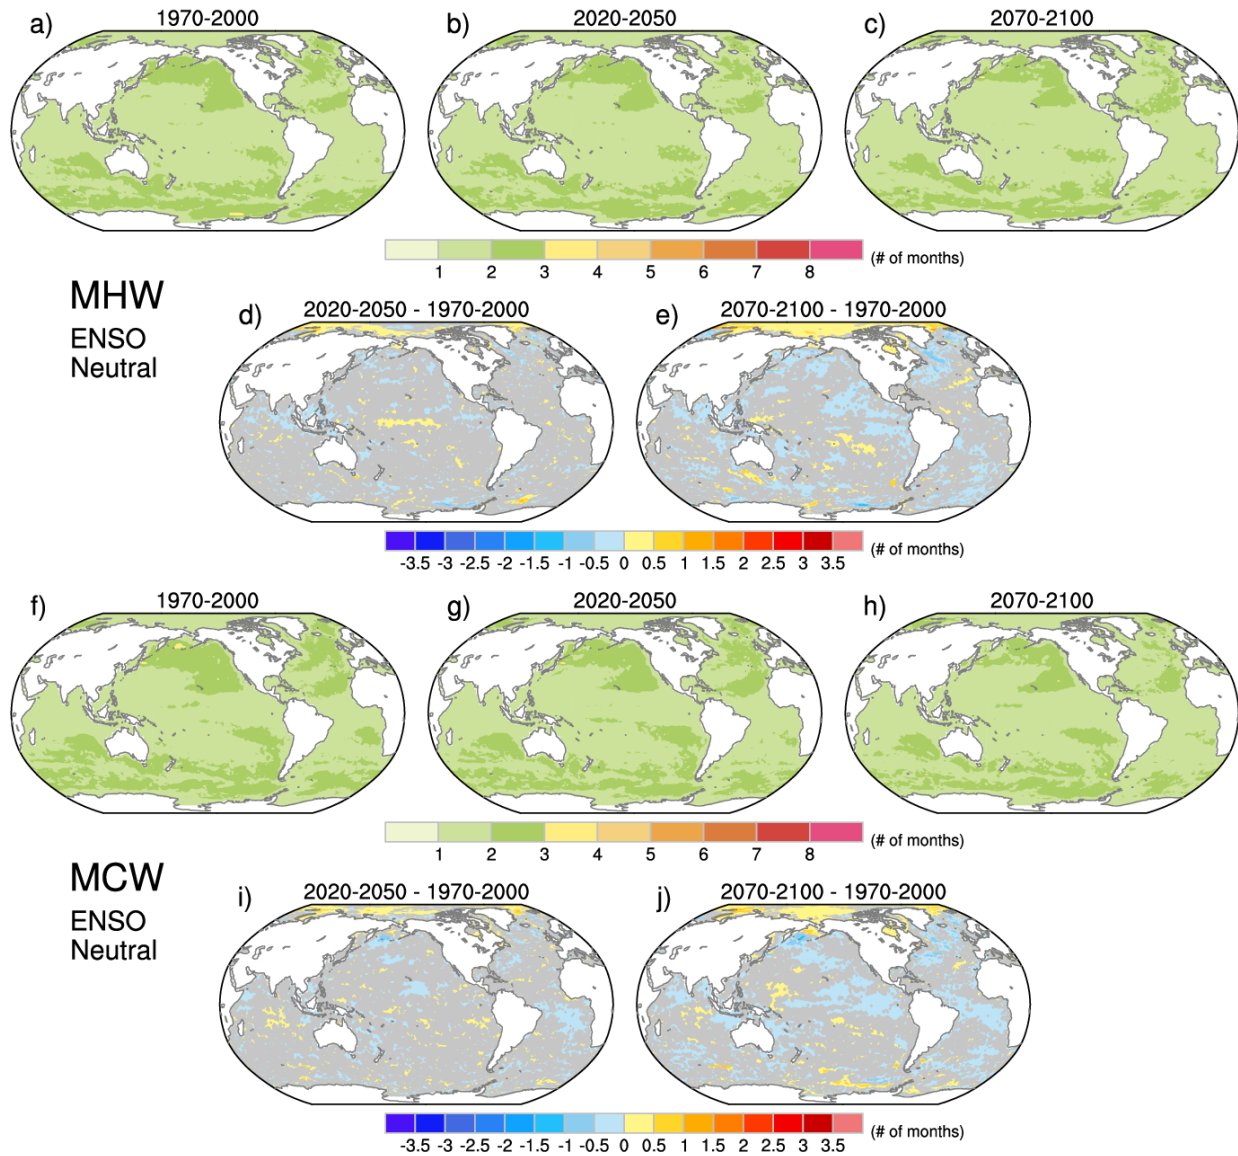 a) 1970-2000 b) 2020-2050 c) 2070-2100
1 2 3 4 5 6 7 8 (# of months)
MHW
ENSO
Neutral
d) 2020-2050 - 1970-2000 e) 2070-2100 - 1970-2000
-3.5 -3 -2.5 -2 -1.5 -1 -0.5 0 0.5 1 1.5 2 2.5 3 3.5 (# of months)
f) 1970-2000 g) 2020-2050 h) 2070-2100
1 2 3 4 5 6 7 8 (# of months)
MCW
ENSO
Neutral
i) 2020-2050 - 1970-2000 j) 2070-2100 - 1970-2000
-3.5 -3 -2.5 -2 -1.5 -1 -0.5 0 0.5 1 1.5 2 2.5 3 3.5 (# of months)